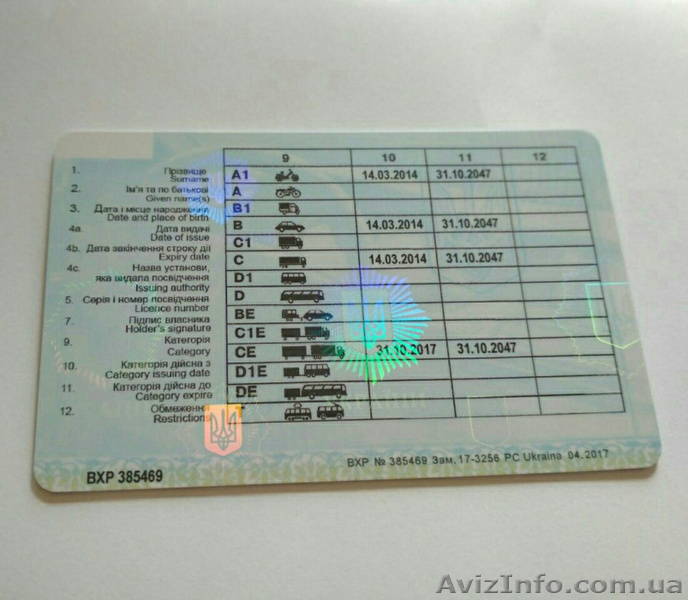 9 10 11 12
1. Прізвище
Surname
A1 14.03.2014 31.10.2047
2. Ім'я та по батькові
Given name(s)
A
3. Дата і місце народження
Date and place of birth
B1
4a. Дата видачі
Date of issue
B 14.03.2014 31.10.2047
4b. Дата закінчення строку дії
Expiry date
C1
4c. Назва установи,
яка видала посвідчення
Issuing authority
C 14.03.2014 31.10.2047
D1
5. Серія і номер посвідчення
Licence number
D
7. Підпис власника
Holder's signature
BE
9. Категорія
Category
C1E
CE 31.10.2017 31.10.2047
10. Категорія дійсна з
Category issuing date
D1E
11. Категорія дійсна до
Category expire
DE
12. Обмеження
Restrictions
BXP 385469
BXP № 385469 Зам. 17-3256 PC Ukraina 04.2017
AvizInfo.com.ua